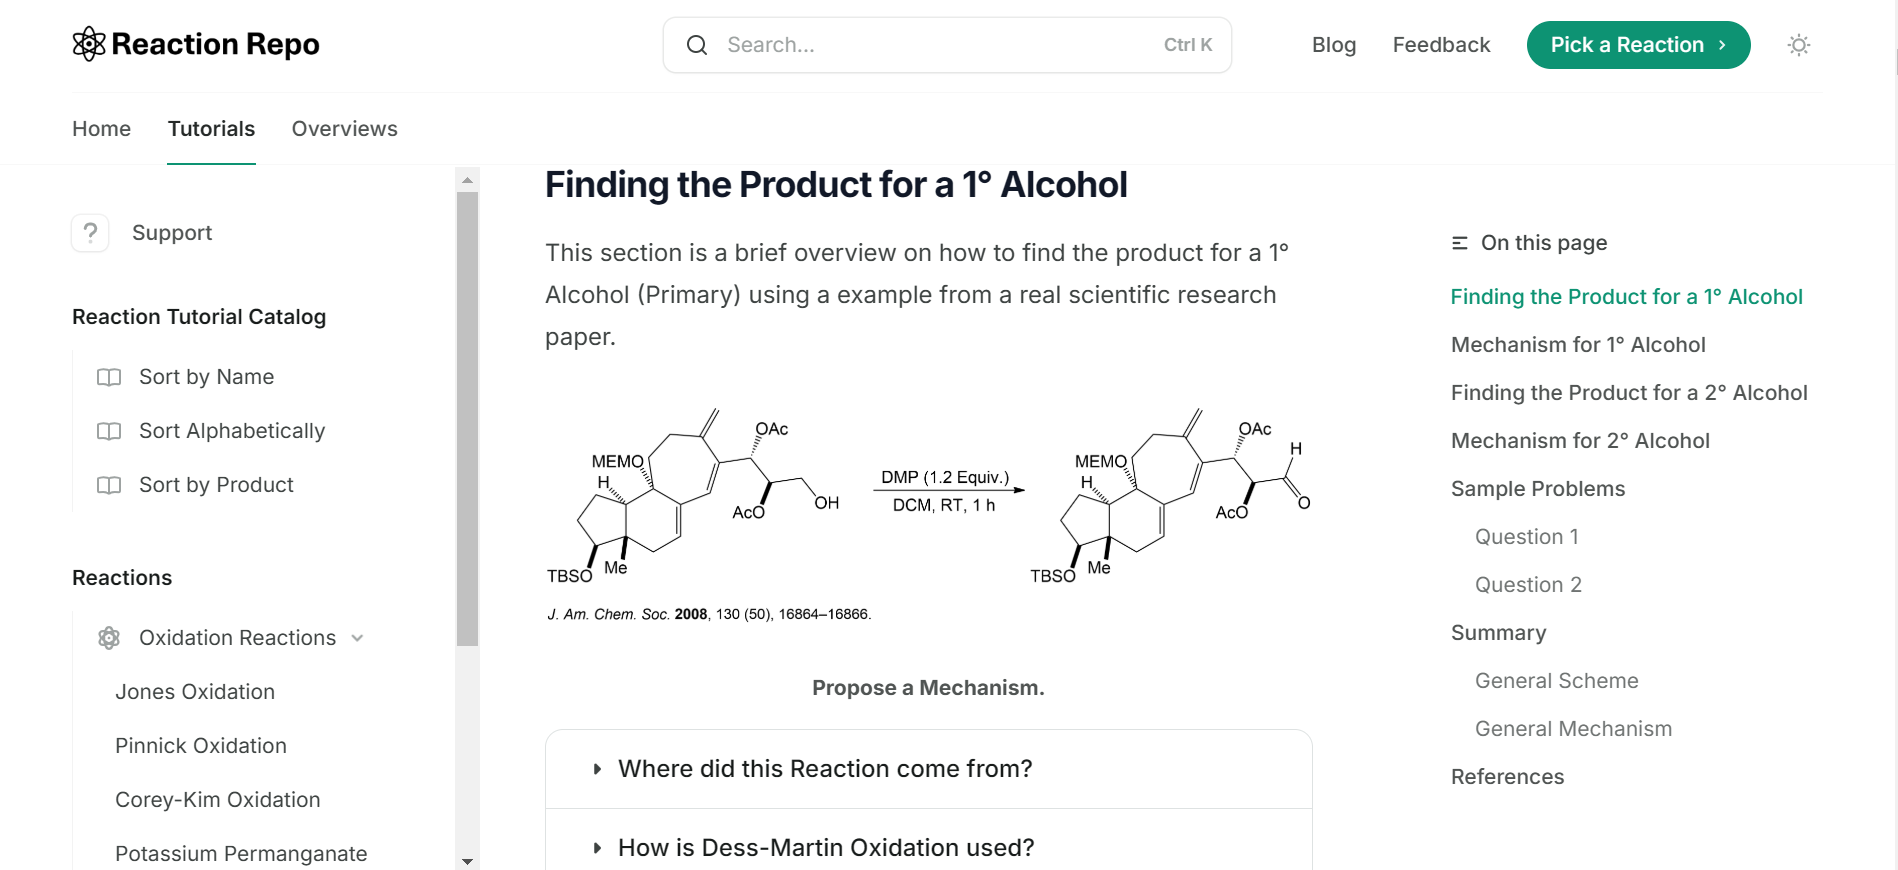 Reaction Repo
Search...
Ctrl K
Blog
Feedback
Pick a Reaction
Home
Tutorials
Overviews
?
Support
Reaction Tutorial Catalog
Sort by Name
Sort Alphabetically
Sort by Product
Reactions
Oxidation Reactions
Jones Oxidation
Pinnick Oxidation
Corey-Kim Oxidation
Potassium Permanganate
Finding the Product for a 1° Alcohol
This section is a brief overview on how to find the product for a 1°
Alcohol (Primary) using a example from a real scientific research
paper.
OAc
MEMO
H
OH
AcO
Me
TBSO
DMP (1.2 Equiv.)
DCM, RT, 1 h
OAc
H
MEMO
H
O
AcO
Me
TBSO
J. Am. Chem. Soc. 2008, 130 (50), 16864–16866.
Propose a Mechanism.
Where did this Reaction come from?
How is Dess-Martin Oxidation used?
On this page
Finding the Product for a 1° Alcohol
Mechanism for 1° Alcohol
Finding the Product for a 2° Alcohol
Mechanism for 2° Alcohol
Sample Problems
Question 1
Question 2
Summary
General Scheme
General Mechanism
References